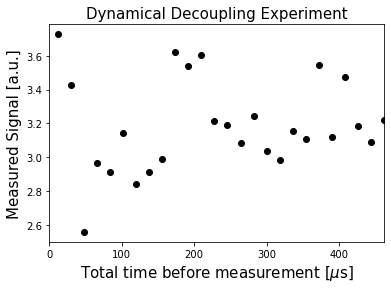 Dynamical Decoupling Experiment
Measured Signal [a.u.]
3.6
3.4
3.2
3.0
2.8
2.6
0 100 200 300 400
Total time before measurement [μs]